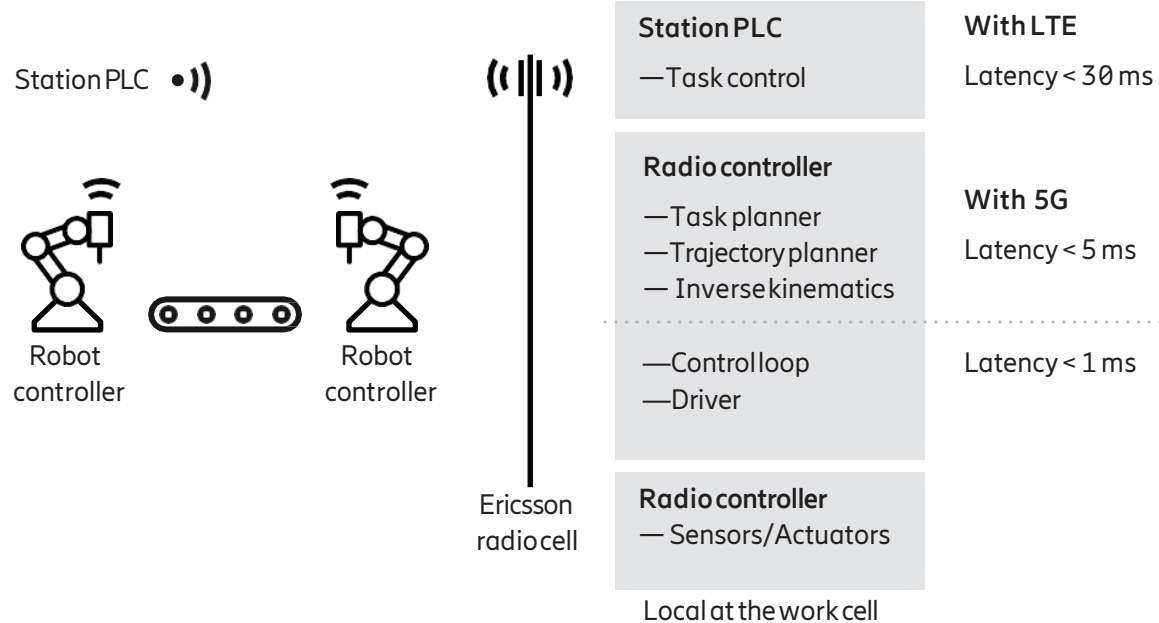 Station PLC
Robot
controller
Robot
controller
Ericsson
radio cell
Station PLC
—Task control
With LTE
Latency < 30 ms
Radio controller
—Task planner
—Trajectory planner
— Inverse kinematics
With 5G
Latency < 5 ms
—Control loop
—Driver
Latency < 1 ms
Radio controller
— Sensors/Actuators
Local at the work cell